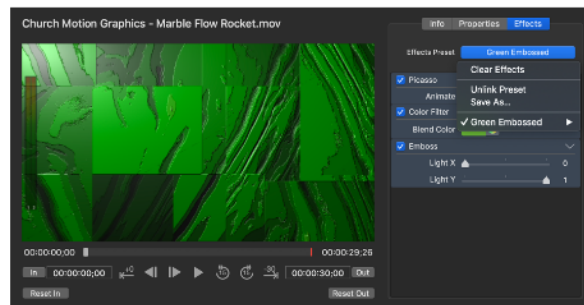 Church Motion Graphics - Marble Flow Rocket.mov
Info Properties Effects
Effects Preset Green Embossed
Clear Effects
Unlink Preset
Save As...
✓ Green Embossed
Picasso
Animate
Color Filter
Blend Color
Emboss
Light X 0
Light Y 1
00:00:00;00 00:00:29;26
In 00:00:00;00 00:00:30;00 Out
Reset In Reset Out